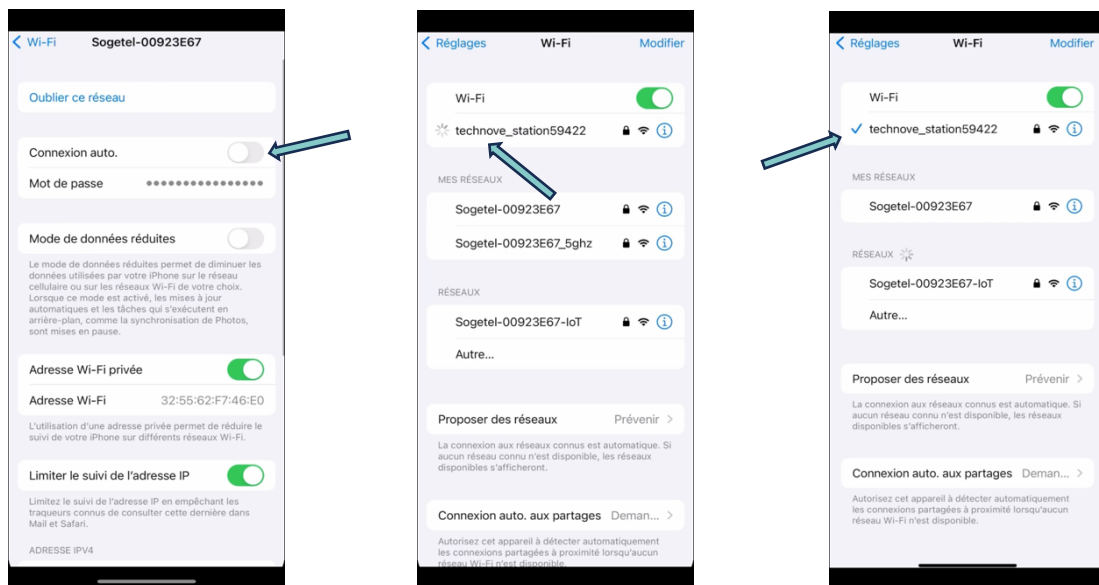 Wi-Fi
Sogetel-00923E67
Oublier ce réseau
Connexion auto.
Mot de passe
Mode de données réduites
Le mode de données réduites permet de diminuer les
données utilisées par votre iPhone sur le réseau
cellulaire ou sur les réseaux Wi-Fi de votre choix.
Lorsque ce mode est activé, les mises à jour
automatiques et les tâches qui s'exécutent en
arrière-plan, comme la synchronisation de Photos,
sont mises en pause.
Adresse Wi-Fi privée
Adresse Wi-Fi 32:55:62:F7:46:E0
L'utilisation d'une adresse privée permet de réduire le
suivi de votre iPhone sur différents réseaux Wi-Fi.
Limiter le suivi de l'adresse IP
Limitez le suivi de l'adresse IP en empêchant les
traqueurs connus de consulter cette dernière dans
Mail et Safari.
ADRESSE IPV4
Réglages
Wi-Fi
Modifier
Wi-Fi
technove_station59422
MES RÉSEAUX
Sogetel-00923E67
Sogetel-00923E67_5ghz
RÉSEAUX
Sogetel-00923E67-IoT
Autre...
Proposer des réseaux Prévenir
La connexion aux réseaux connus est automatique. Si
aucun réseau connu n'est disponible, les réseaux
disponibles s'afficheront.
Connexion auto. aux partages Deman...
Autorisez cet appareil à détecter automatiquement
les connexions partagées à proximité lorsqu'aucun
réseau Wi-Fi n'est disponible.
Réglages
Wi-Fi
Modifier
Wi-Fi
technove_station59422
MES RÉSEAUX
Sogetel-00923E67
RÉSEAUX
Sogetel-00923E67-IoT
Autre...
Proposer des réseaux Prévenir
La connexion aux réseaux connus est automatique. Si
aucun réseau connu n'est disponible, les réseaux
disponibles s'afficheront.
Connexion auto. aux partages Deman...
Autorisez cet appareil à détecter automatiquement
les connexions partagées à proximité lorsqu'aucun
réseau Wi-Fi n'est disponible.